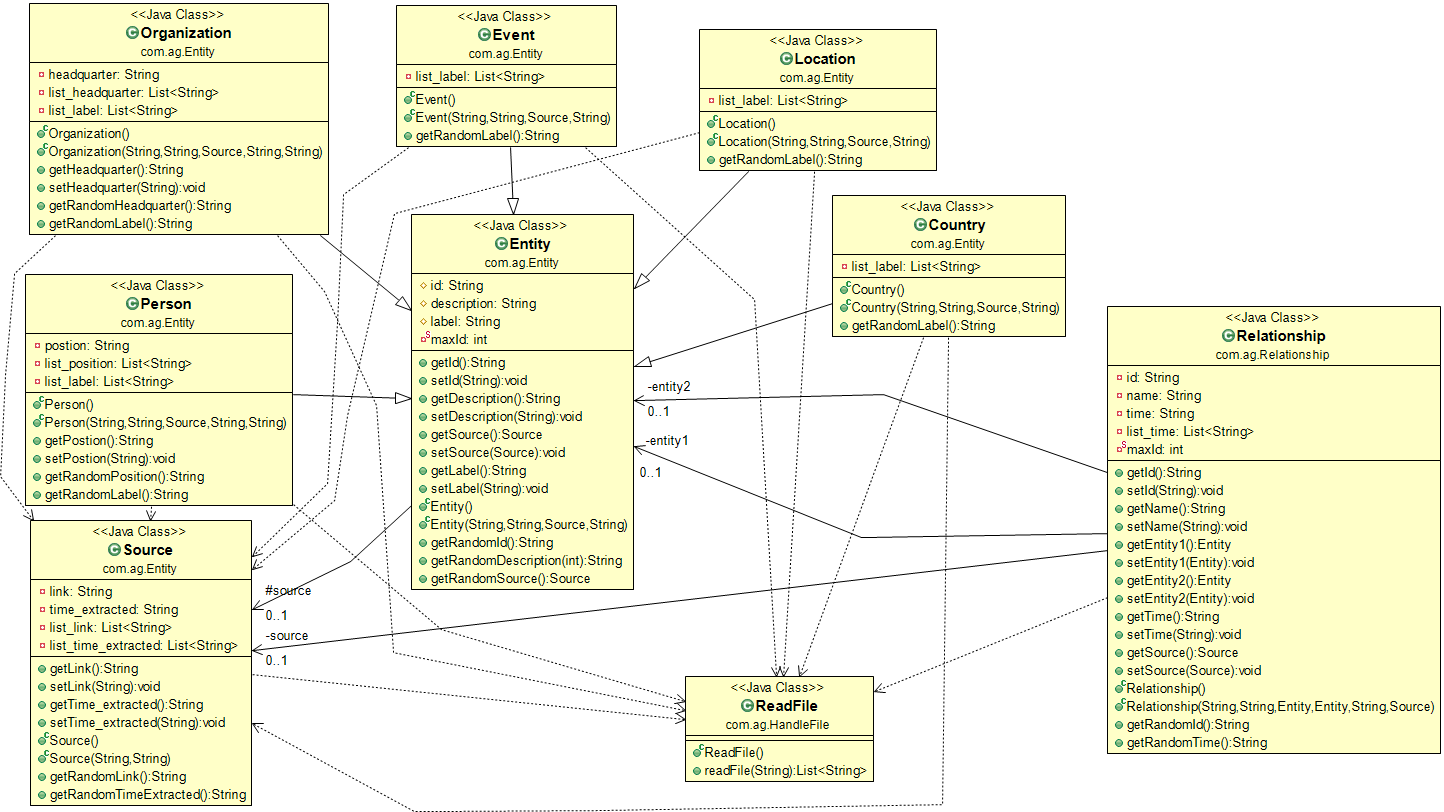 <<Java Class>>
Organization
com.ag.Entity
headquarter: String
list_headquarter: List<String>
list_label: List<String>
Organization()
Organization(String,String,Source,String,String)
getHeadquarter():String
setHeadquarter(String):void
getRandomHeadquarter():String
getRandomLabel():String
<<Java Class>>
Event
com.ag.Entity
list_label: List<String>
Event()
Event(String,String,Source,String)
getRandomLabel():String
<<Java Class>>
Location
com.ag.Entity
list_label: List<String>
Location()
Location(String,String,Source,String)
getRandomLabel():String
<<Java Class>>
Country
com.ag.Entity
list_label: List<String>
Country()
Country(String,String,Source,String)
getRandomLabel():String
<<Java Class>>
Entity
com.ag.Entity
id: String
description: String
label: String
maxId: int
getId():String
setId(String):void
getDescription():String
setDescription(String):void
getSource():Source
setSource(Source):void
getLabel():String
setLabel(String):void
Entity()
Entity(String,String,Source,String)
getRandomId():String
getRandomDescription(int):String
getRandomSource():Source
<<Java Class>>
Person
com.ag.Entity
postion: String
list_position: List<String>
list_label: List<String>
Person()
Person(String,String,Source,String,String)
getPostion():String
setPostion(String):void
getRandomPosition():String
getRandomLabel():String
-entity2
0..1
-entity1
0..1
<<Java Class>>
Relationship
com.ag.Relationship
id: String
name: String
time: String
list_time: List<String>
maxId: int
getId():String
setId(String):void
getName():String
setName(String):void
getEntity1():Entity
setEntity1(Entity):void
getEntity2():Entity
setEntity2(Entity):void
getTime():String
setTime(String):void
getSource():Source
setSource(Source):void
Relationship()
Relationship(String,String,Entity,Entity,String,Source)
getRandomId():String
getRandomTime():String
<<Java Class>>
Source
com.ag.Entity
link: String
time_extracted: String
list_link: List<String>
list_time_extracted: List<String>
getLink():String
setLink(String):void
getTime_extracted():String
setTime_extracted(String):void
Source()
Source(String,String)
getRandomLink():String
getRandomTimeExtracted():String
#source
0..1
-source
0..1
<<Java Class>>
ReadFile
com.ag.HandleFile
ReadFile()
readFile(String):List<String>